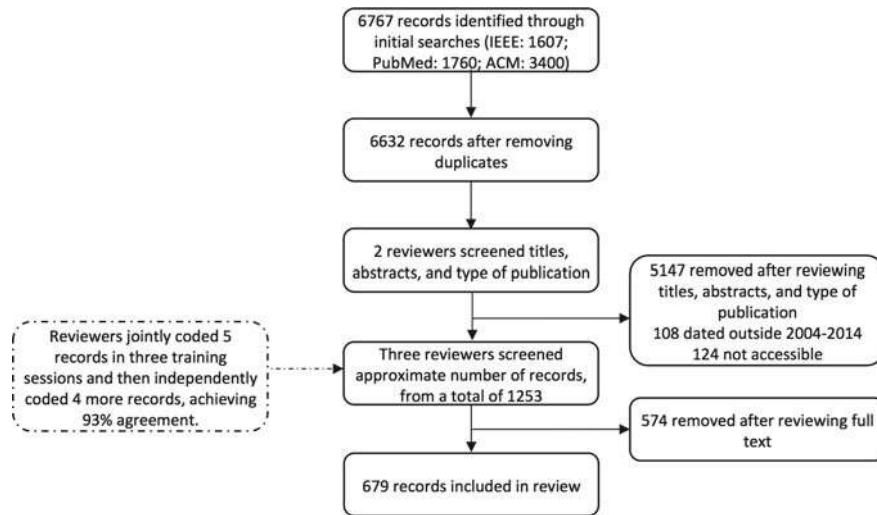 6767 records identified through
initial searches (IEEE: 1607;
PubMed: 1760; ACM: 3400)
6632 records after removing
duplicates
2 reviewers screened titles,
abstracts, and type of publication
5147 removed after reviewing
titles, abstracts, and type of
publication
108 dated outside 2004-2014
124 not accessible
Reviewers jointly coded 5
records in three training
sessions and then independently
coded 4 more records, achieving
93% agreement.
Three reviewers screened
approximate number of records,
from a total of 1253
574 removed after reviewing full
text
679 records included in review